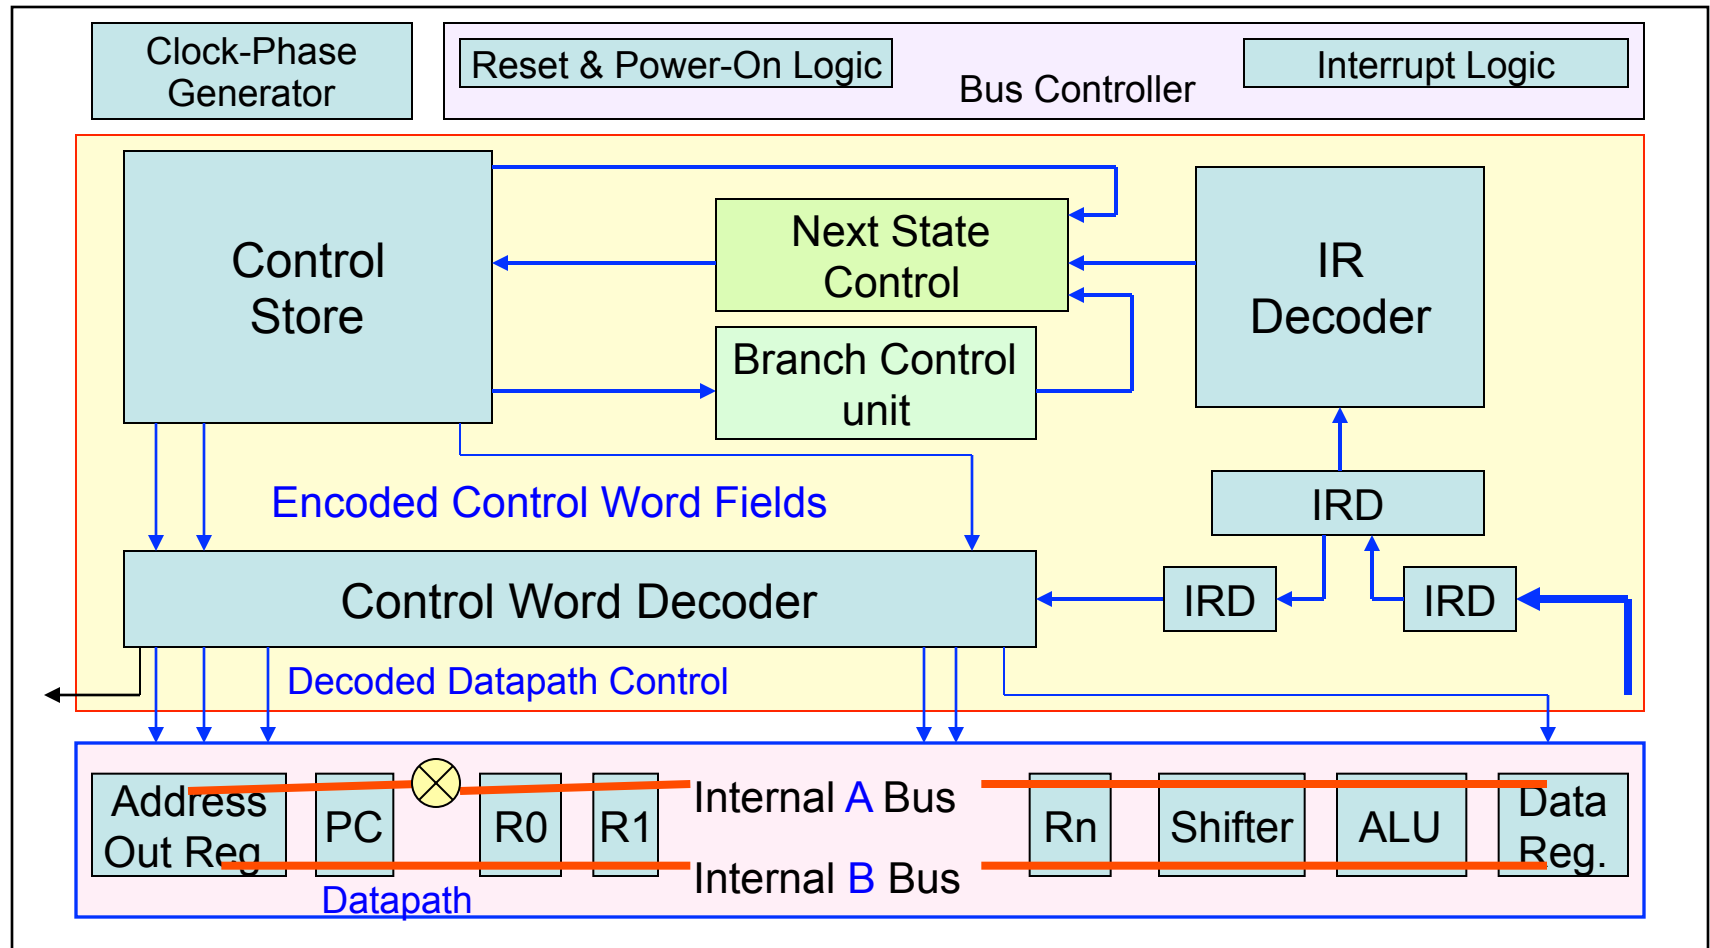 Clock-Phase
Generator
Reset & Power-On Logic
Bus Controller
Interrupt Logic
Control
Store
Next State
Control
IR
Decoder
Branch Control
unit
Encoded Control Word Fields
IRD
Control Word Decoder
IRD
IRD
Decoded Datapath Control
Address
Out Reg.
PC
R0
R1
Internal A Bus
Internal B Bus
Rn
Shifter
ALU
Data
Reg.
Datapath